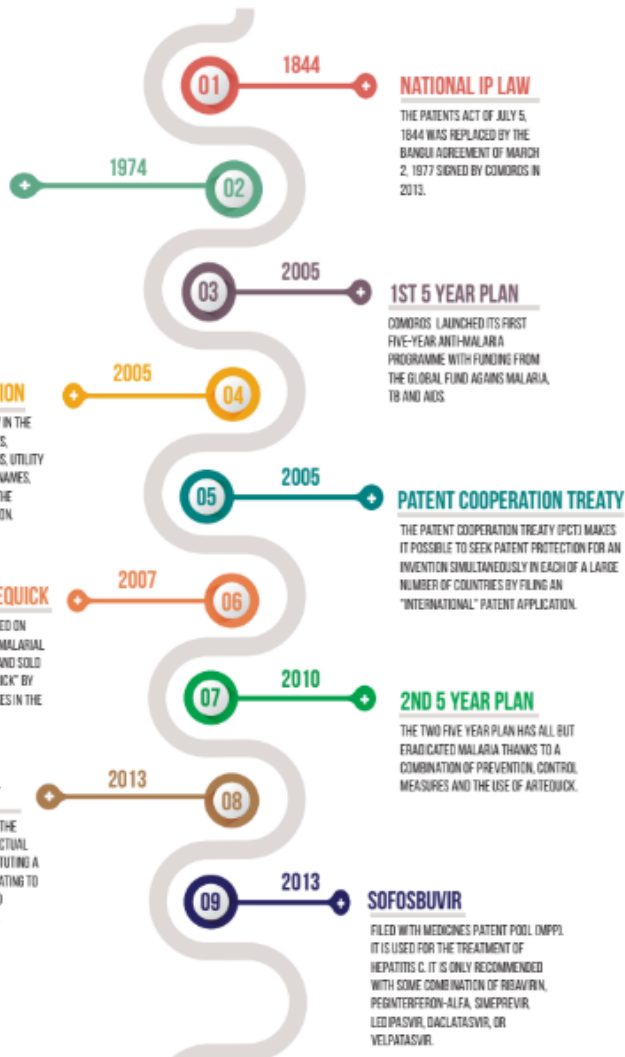 1844
01
NATIONAL IP LAW
THE PATENTS ACT OF JULY 5,
1844 WAS REPLACED BY THE
BANGUI AGREEMENT OF MARCH
2, 1977 SIGNED BY COMOROS IN
2013.
1974
02
2005
03
1ST 5 YEAR PLAN
COMOROS LAUNCHED ITS FIRST
FIVE-YEAR ANTI-MALARIA
PROGRAMME WITH FUNDING FROM
THE GLOBAL FUND AGAINS MALARIA,
TB AND AIDS.
2005
04
ION
IN THE
S,
S, UTILITY
NAMES,
HE
ON.
2005
05
PATENT COOPERATION TREATY
THE PATENT COOPERATION TREATY (PCT) MAKES
IT POSSIBLE TO SEEK PATENT PROTECTION FOR AN
INVENTION SIMULTANEOUSLY IN EACH OF A LARGE
NUMBER OF COUNTRIES BY FILING AN
"INTERNATIONAL" PATENT APPLICATION.
2007
06
EQUICK
ED ON
MALARIAL
AND SOLD
ICK" BY
ES IN THE
2010
07
2ND 5 YEAR PLAN
THE TWO FIVE YEAR PLAN HAS ALL BUT
ERADICATED MALARIA THANKS TO A
COMBINATION OF PREVENTION, CONTROL
MEASURES AND THE USE OF ARTEQUICK.
2013
08
THE
CTUAL
TUTING A
ATING TO
2013
09
SOFOSBUVIR
FILED WITH MEDICINES PATENT POOL (MPP).
IT IS USED FOR THE TREATMENT OF
HEPATITIS C. IT IS ONLY RECOMMENDED
WITH SOME COMBINATION OF RIBAVIRIN,
PEGINTERFERON-ALFA, SIMEPREVIR,
LEDIPASVIR, DACLATASVIR, OR
VELPATASVIR.